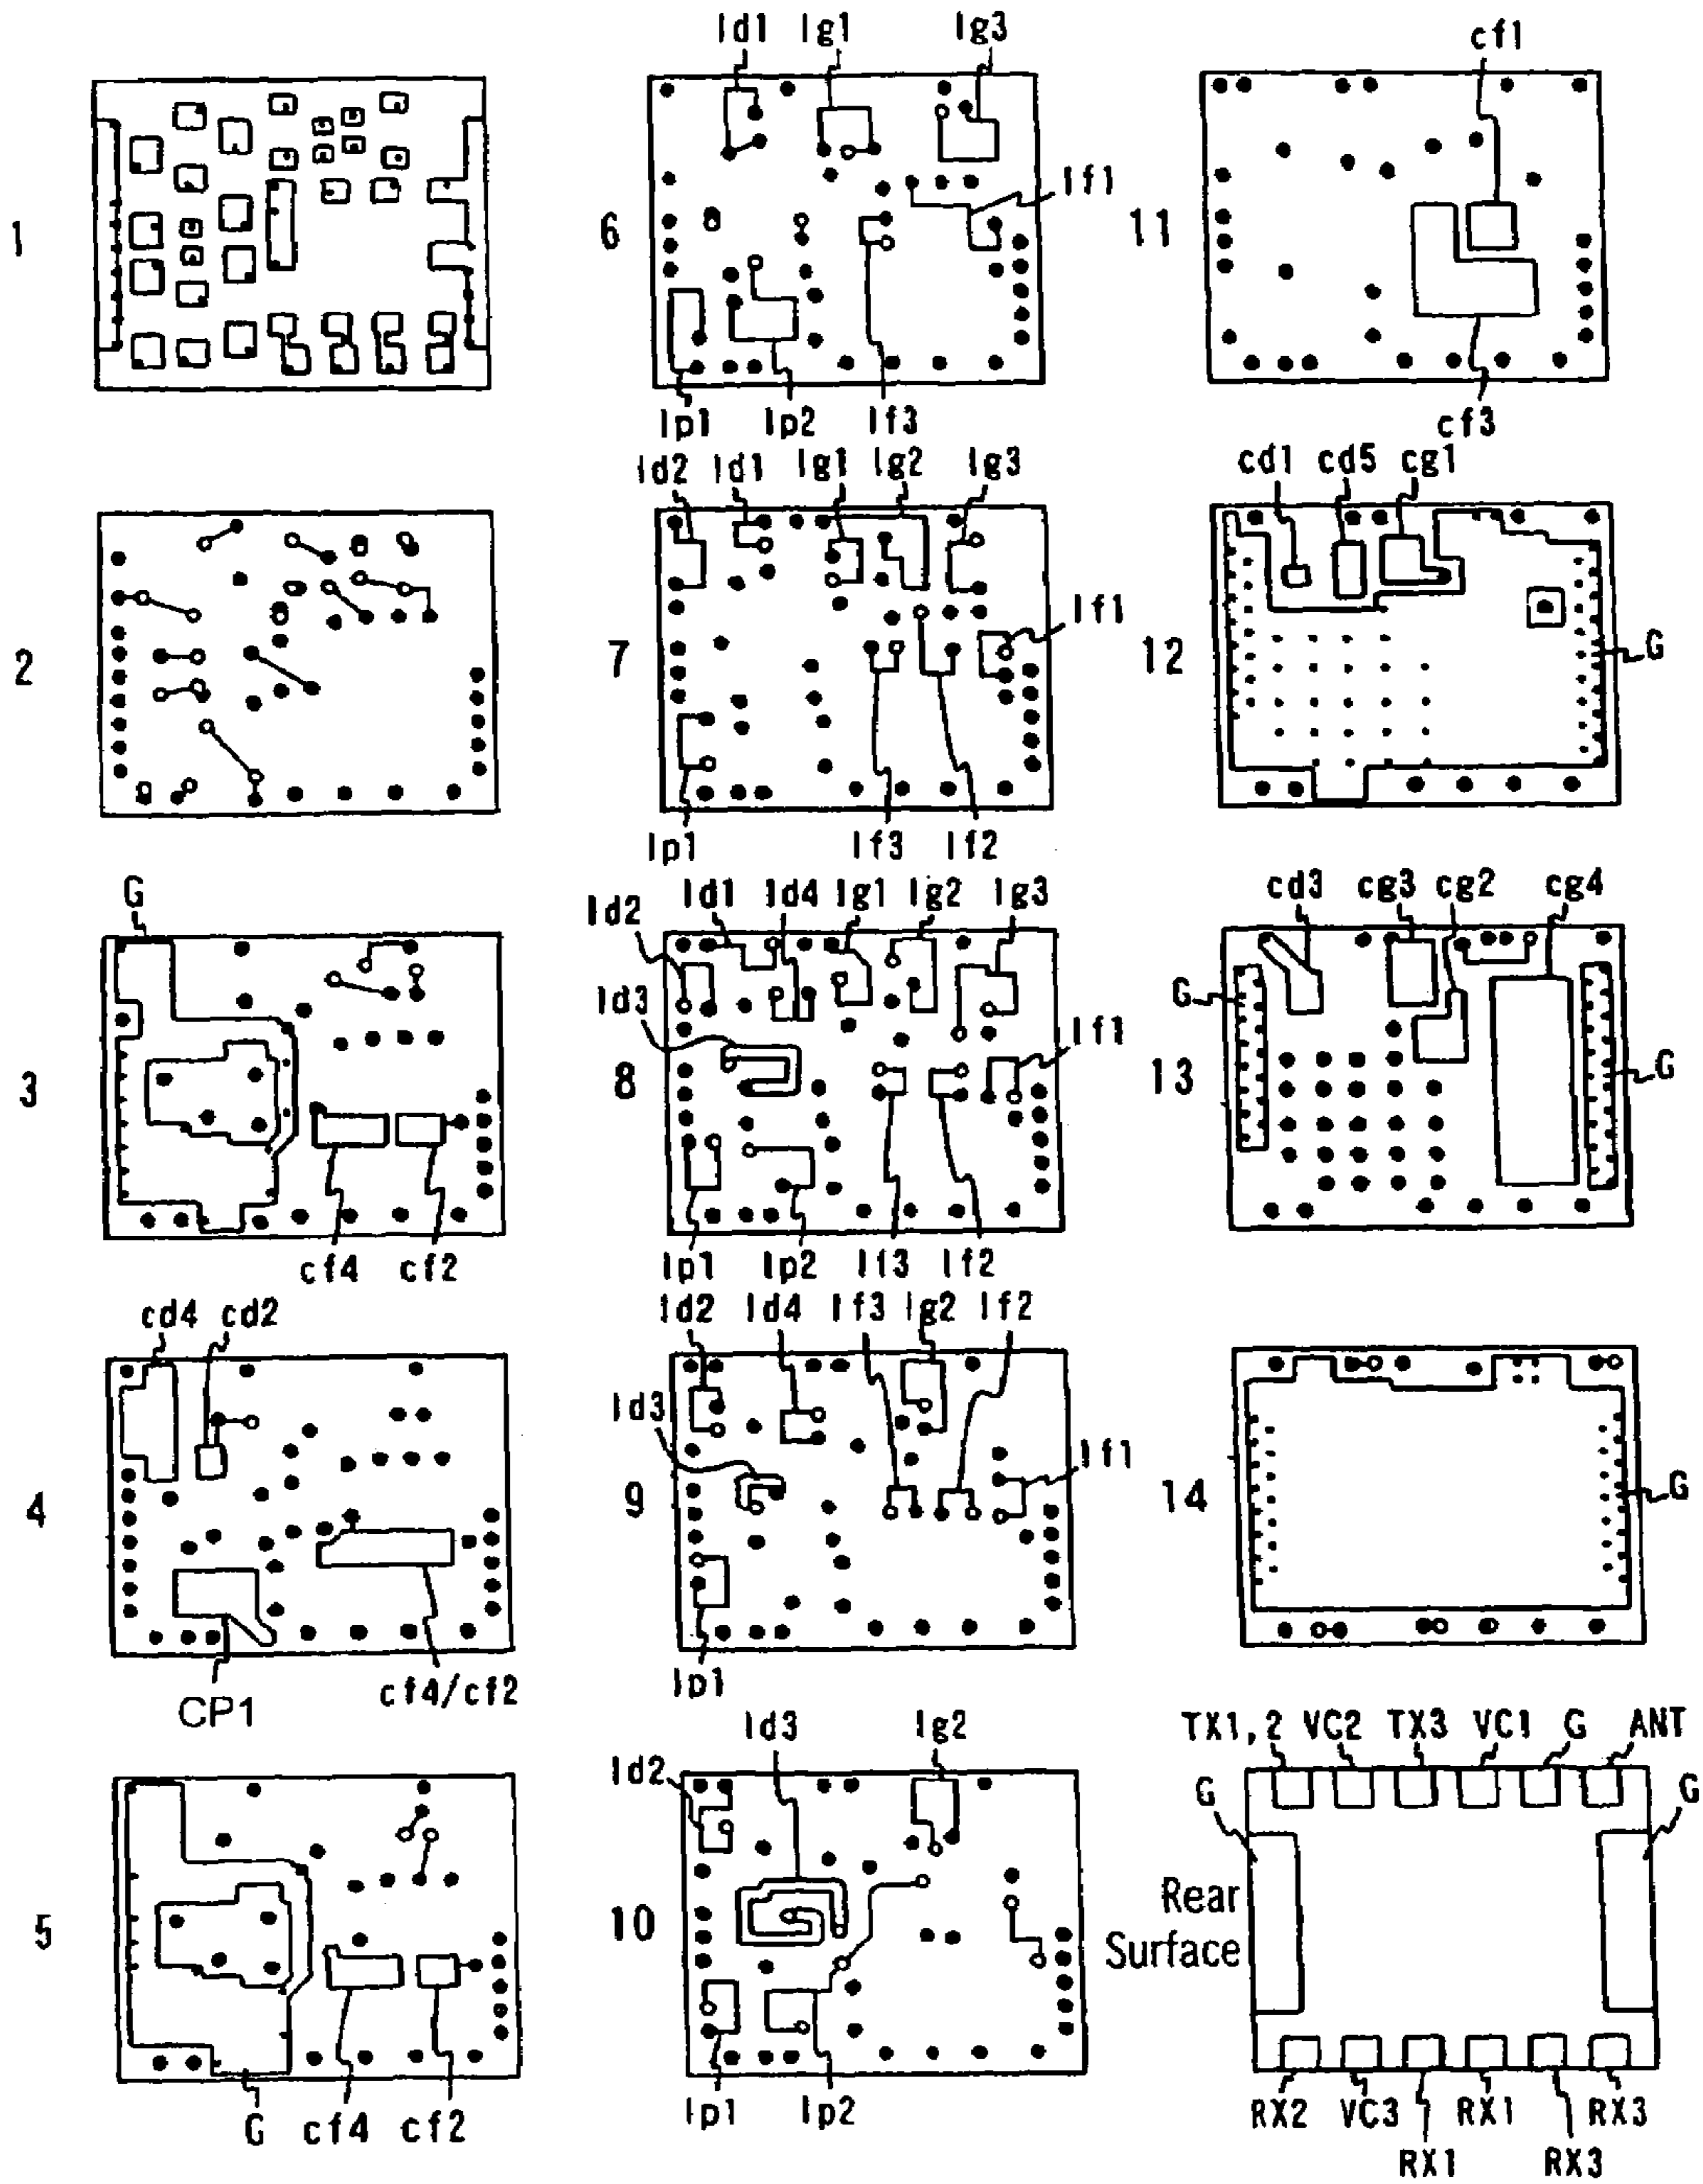 1
2
G
3
cf4 cf2
cd4 cd2
4
CP1 cf4/cf2
5
G cf4 cf2
ld1 lg1 lg3
6
lf1
lp1 lp2 lf3
ld2 ld1 lg1 lg2 lg3
7
lf1
lp1 lf3 lf2
ld2 ld1 ld4 lg1 lg2 lg3
ld3
8
lf1
lp1 lp2 lf3 lf2
ld2 ld4 lf3 lg2 lf2
ld3
9
lf1
lp1
ld3 lg2
ld2
10
lp1 lp2
cf1
11
cf3
cd1 cd5 cg1
12
G
cd3 cg3 cg2 cg4
G
13
G
14
G
TX1,2 VC2 TX3 VC1 G ANT
G G
Rear
Surface
RX2 VC3 RX1 RX3
RX1 RX3